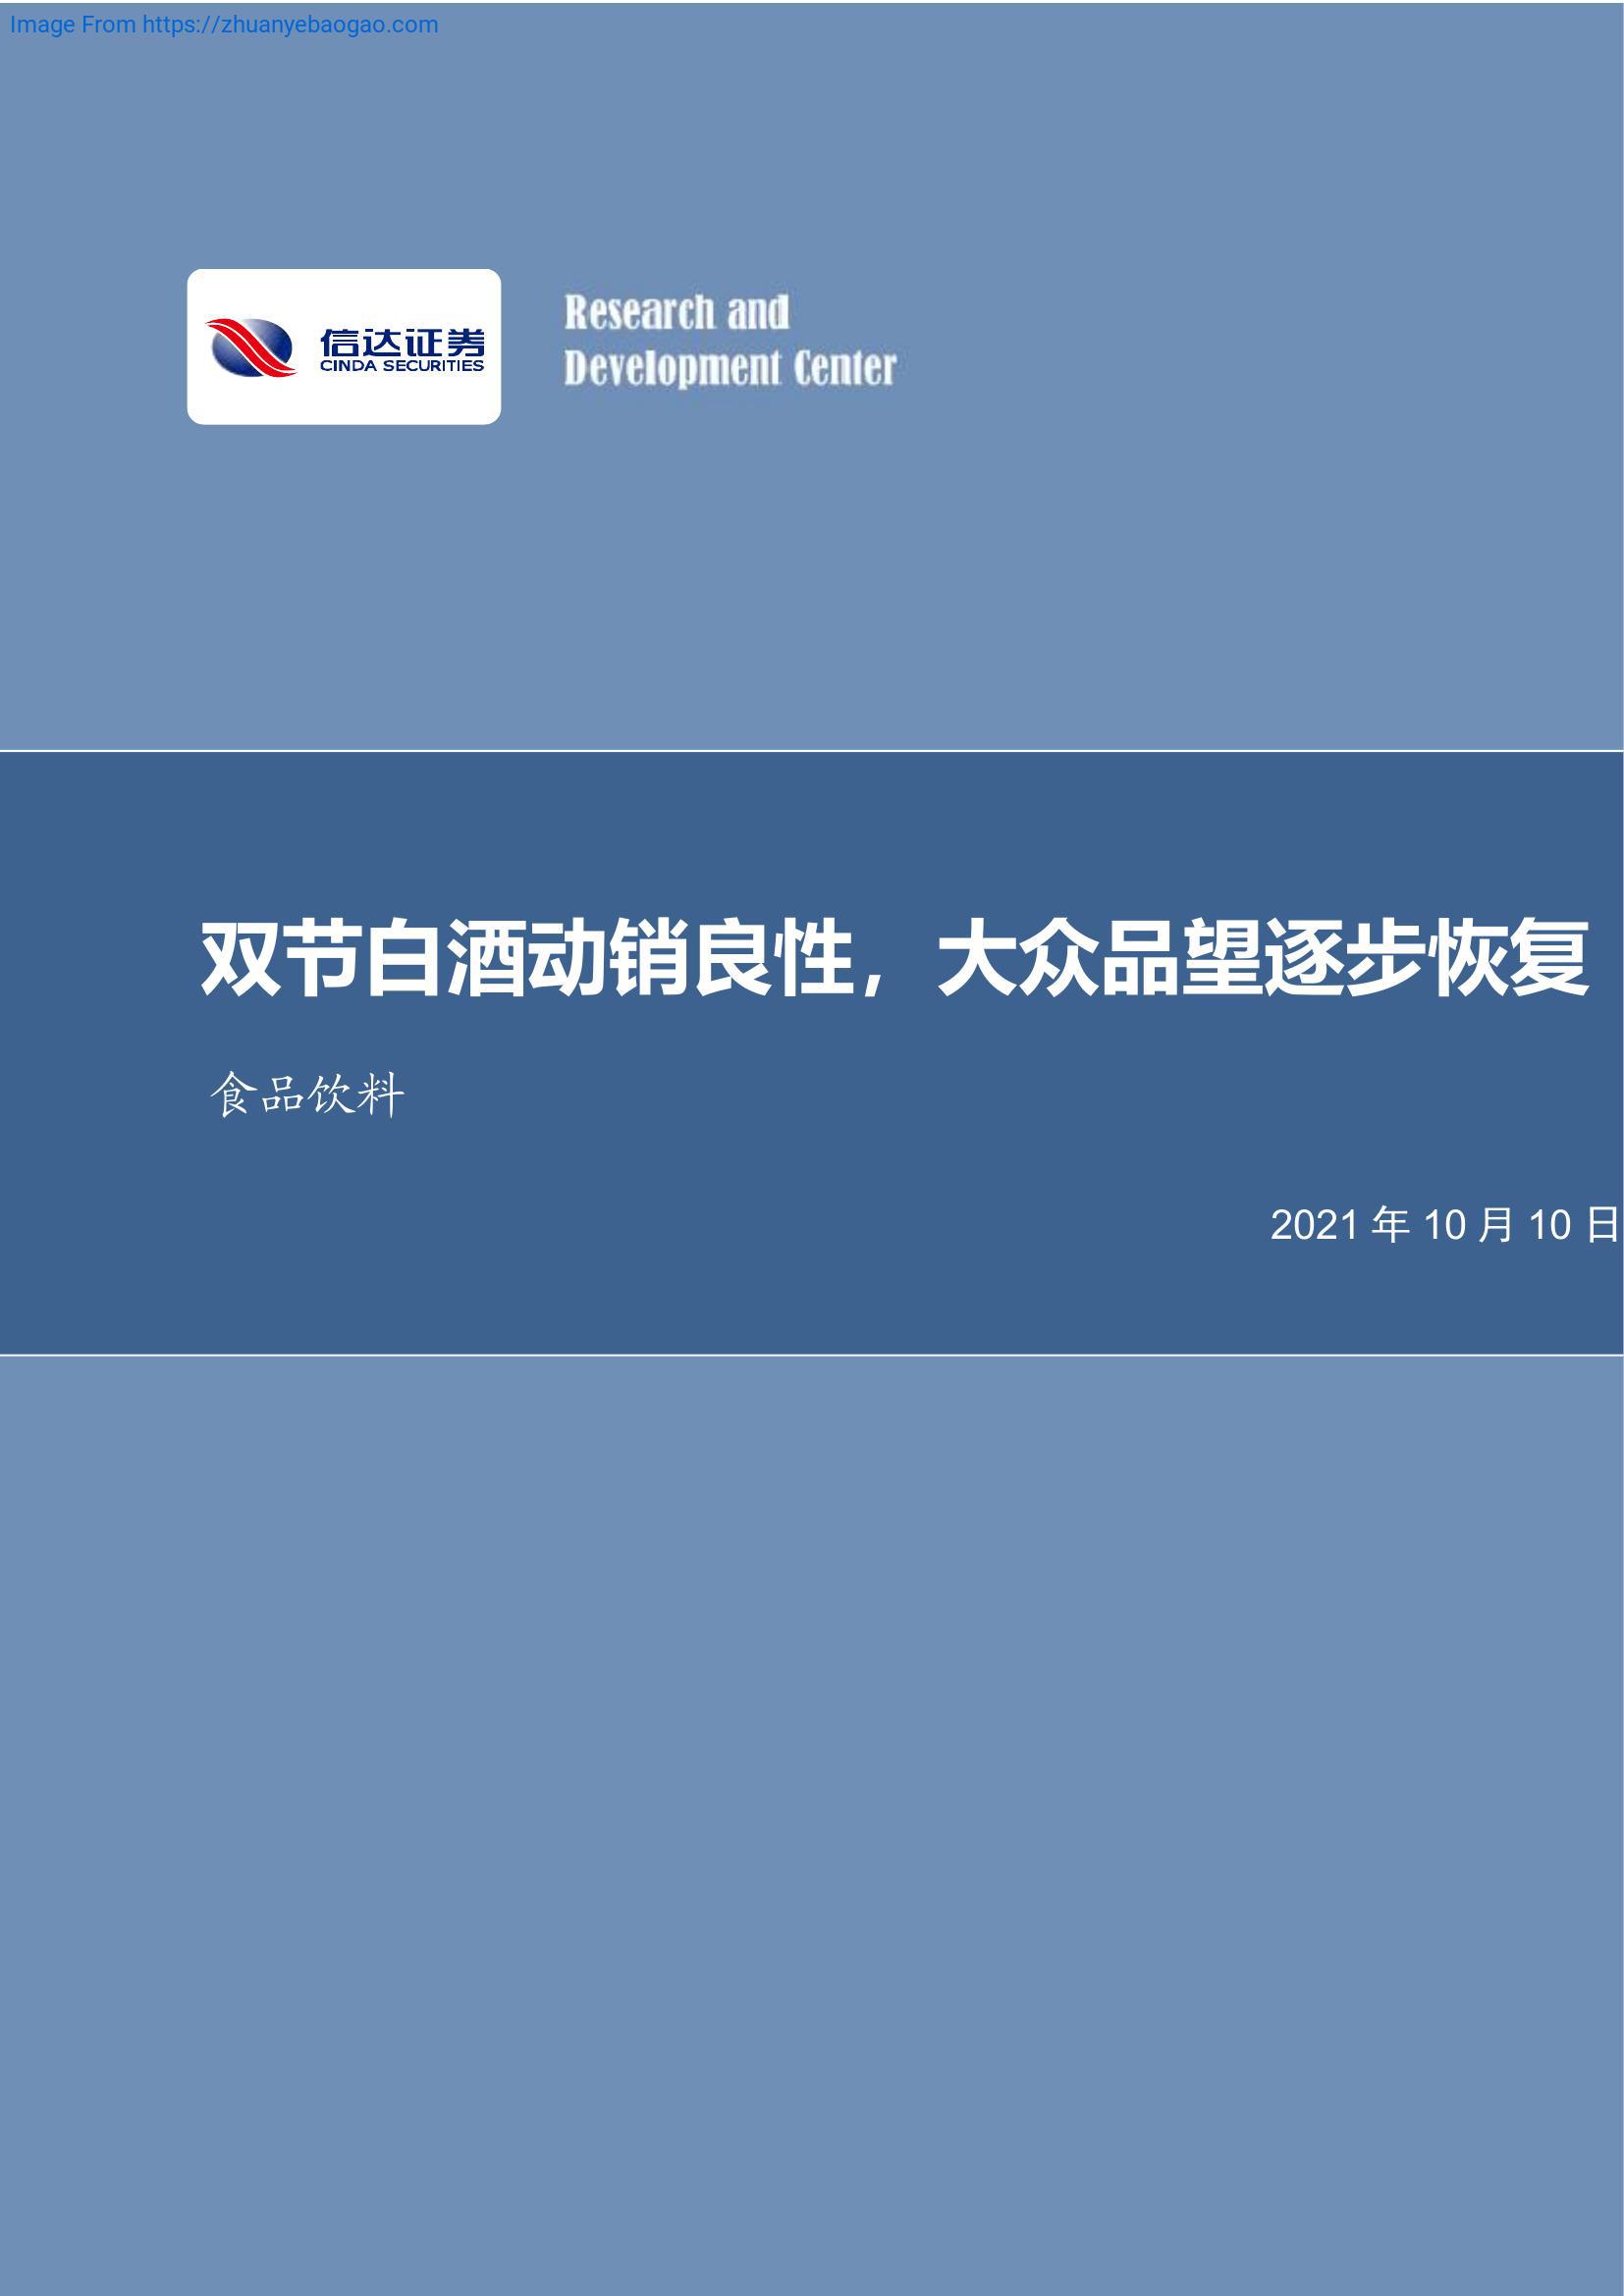 Image From https://zhuanyebaogao.com
信达证券
CINDA SECURITIES
Research and
Development Center
双节白酒动销良性，大众品望逐步恢复
食品饮料
2021 年 10 月 10 日